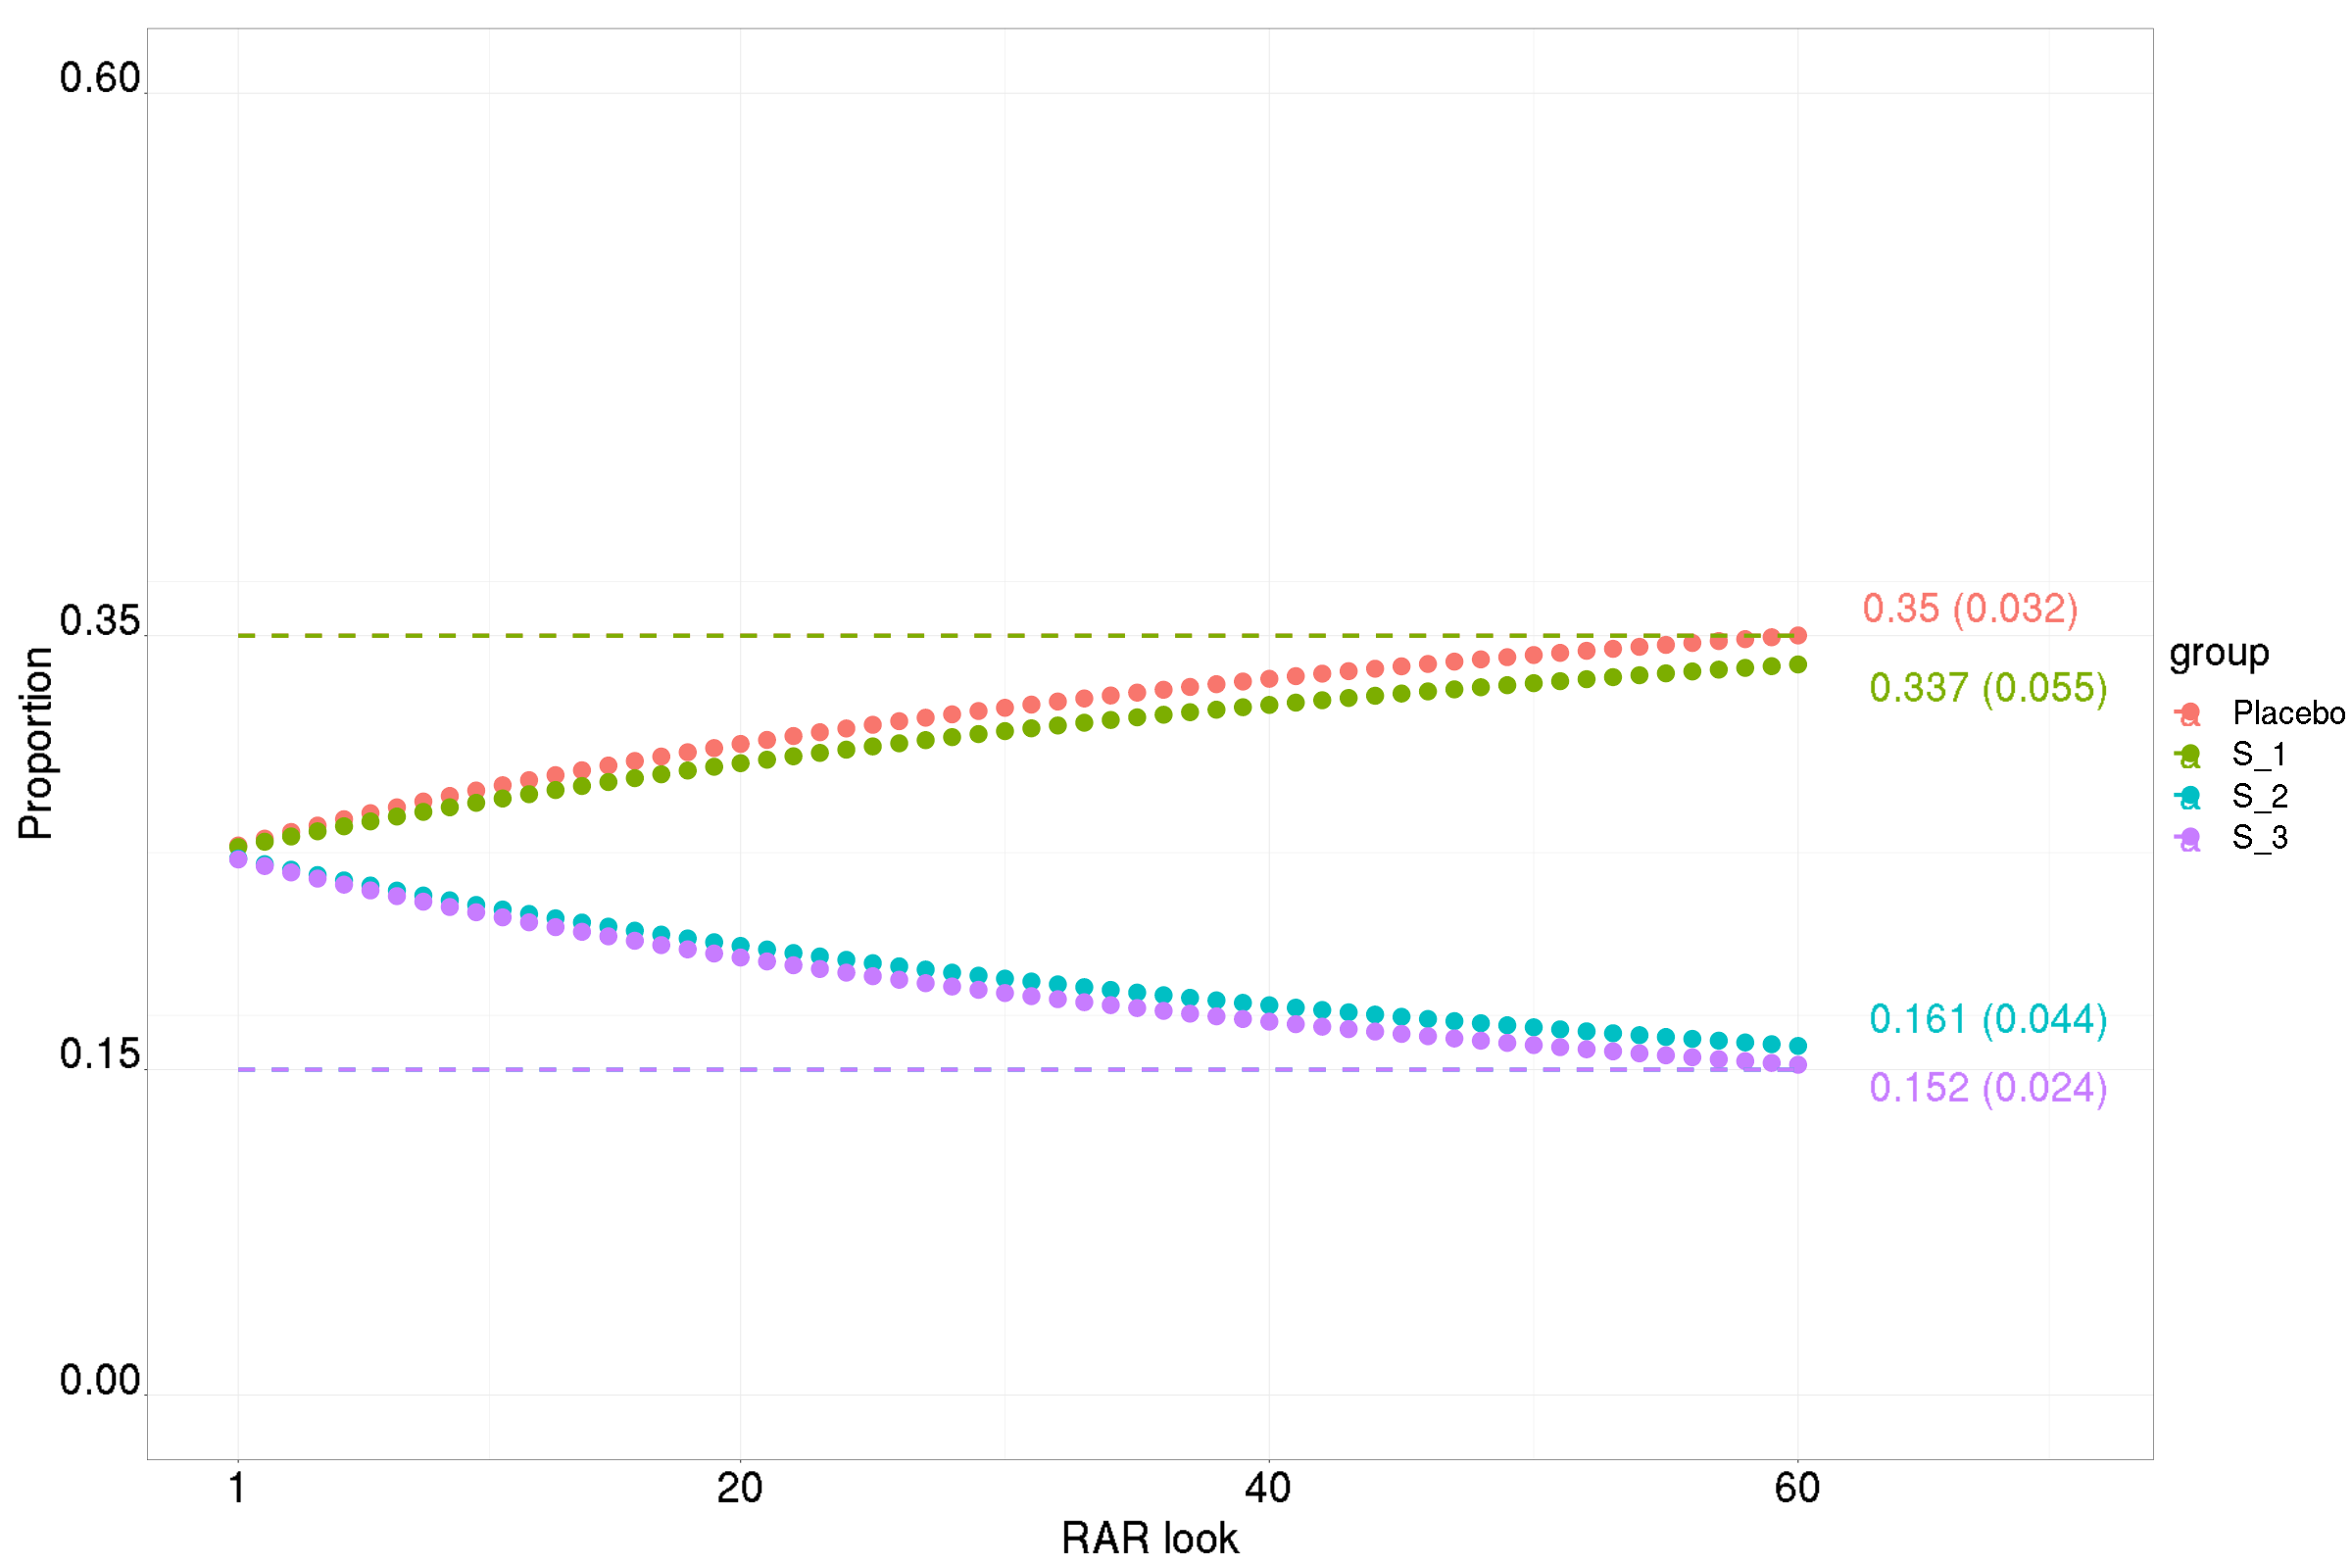 0.60
0.35
0.15
0.00
Proportion
1
20
40
60
RAR look
0.35 (0.032)
0.337 (0.055)
0.161 (0.044)
0.152 (0.024)
group
Placebo
S_1
S_2
S_3